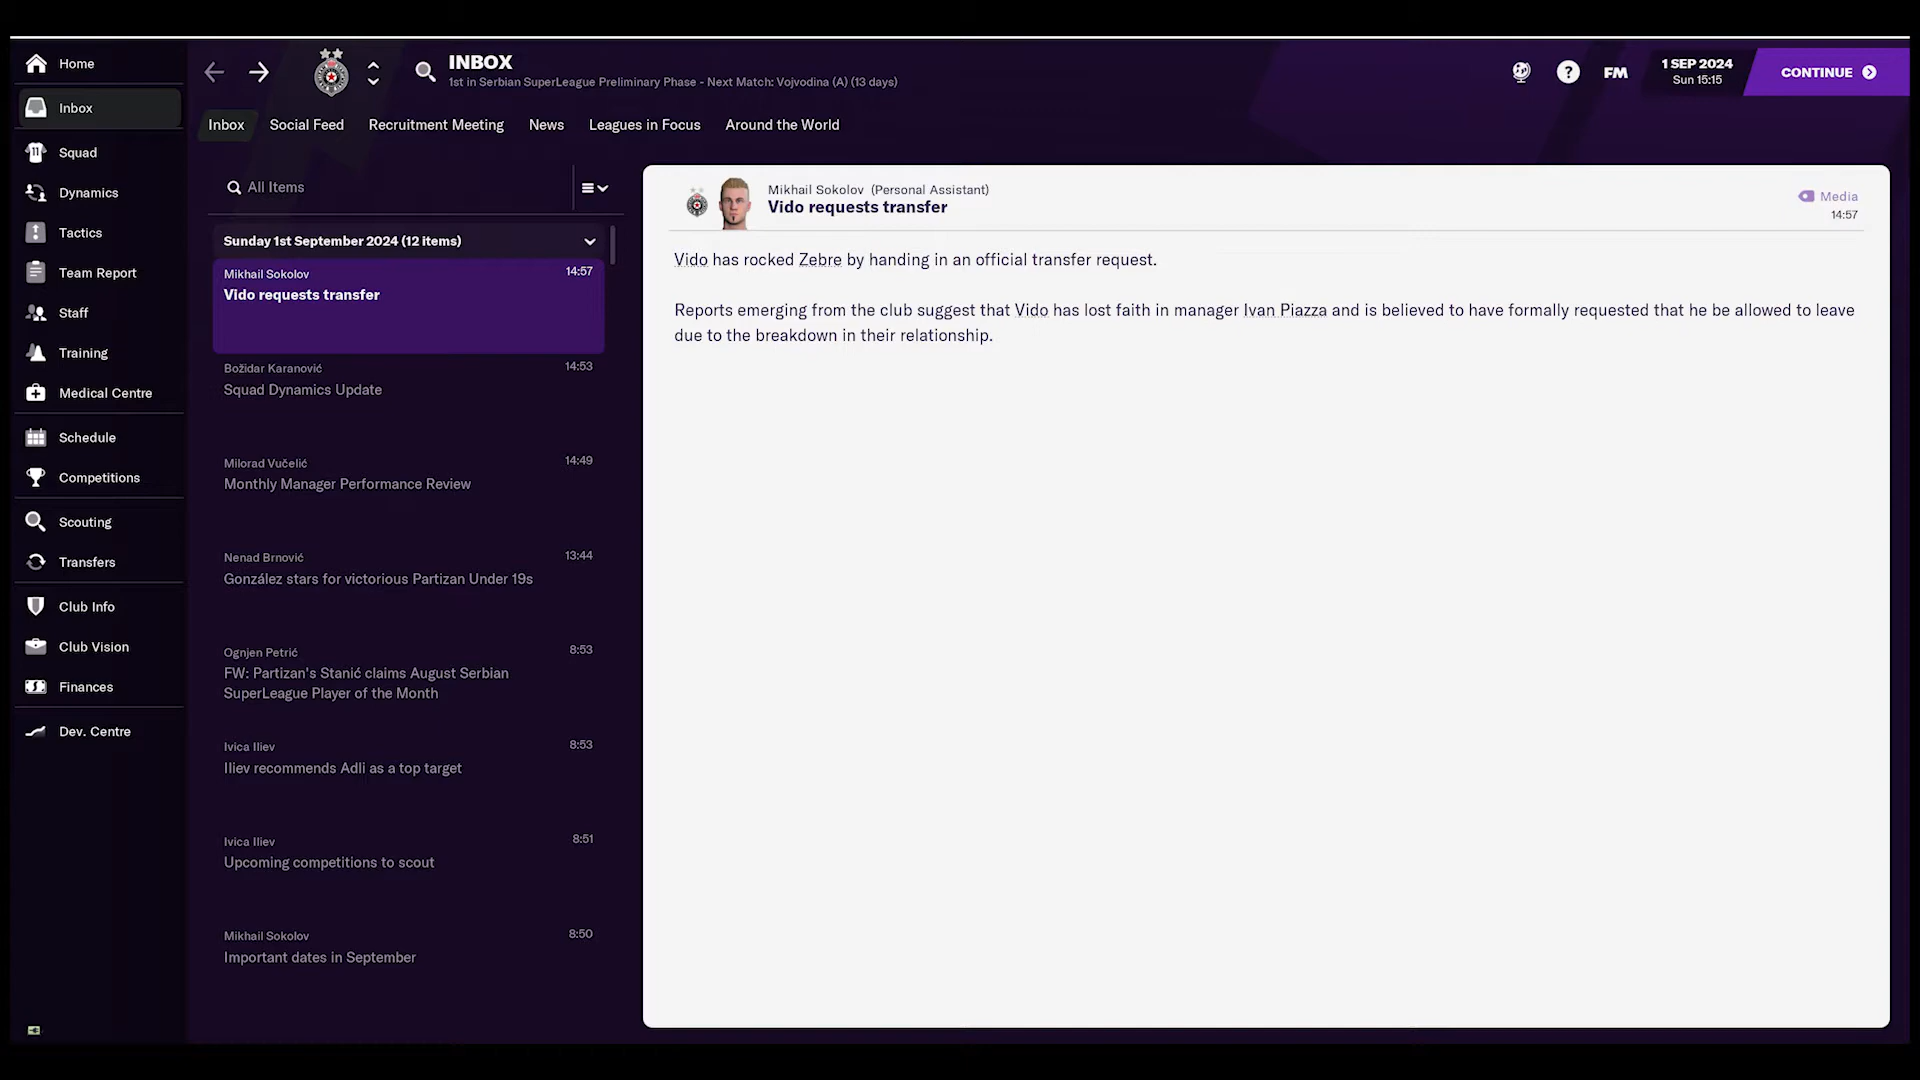 Home
Inbox
Squad
Dynamics
Tactics
Team Report
Staff
Training
Medical Centre
Schedule
Competitions
Scouting
Transfers
Club Info
Club Vision
Finances
Dev. Centre
INBOX
1st in Serbian SuperLeague Preliminary Phase - Next Match: Vojvodina (A) (13 days)
?
FM
1 SEP 2024
Sun 15:15
CONTINUE
Inbox
Social Feed
Recruitment Meeting
News
Leagues in Focus
Around the World
All Items
Sunday 1st September 2024 (12 items)
Mikhail Sokolov
14:57
Vido requests transfer
Božidar Karanović
14:53
Squad Dynamics Update
Milorad Vučelić
14:49
Monthly Manager Performance Review
Nenad Brnović
13:44
González stars for victorious Partizan Under 19s
Ognjen Petrić
8:53
FW: Partizan's Stanić claims August Serbian
SuperLeague Player of the Month
Ivica Iliev
8:53
Iliev recommends Adli as a top target
Ivica Iliev
8:51
Upcoming competitions to scout
Mikhail Sokolov
8:50
Important dates in September
Mikhail Sokolov (Personal Assistant)
Vido requests transfer
Media
14:57
Vido has rocked Zebre by handing in an official transfer request.
Reports emerging from the club suggest that Vido has lost faith in manager Ivan Piazza and is believed to have formally requested that he be allowed to leave
due to the breakdown in their relationship.